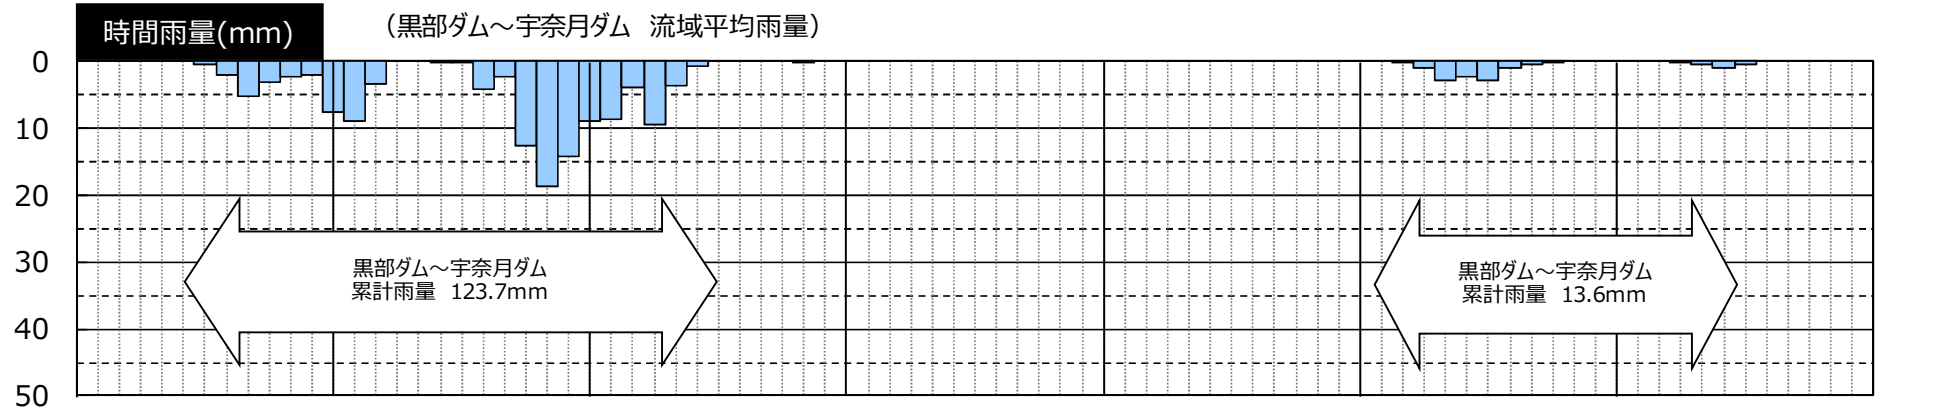 時間雨量(mm)
（黒部ダム～宇奈月ダム　流域平均雨量）
0
10
20
30
40
50
黒部ダム～宇奈月ダム
累計雨量　123.7mm
黒部ダム～宇奈月ダム
累計雨量　13.6mm